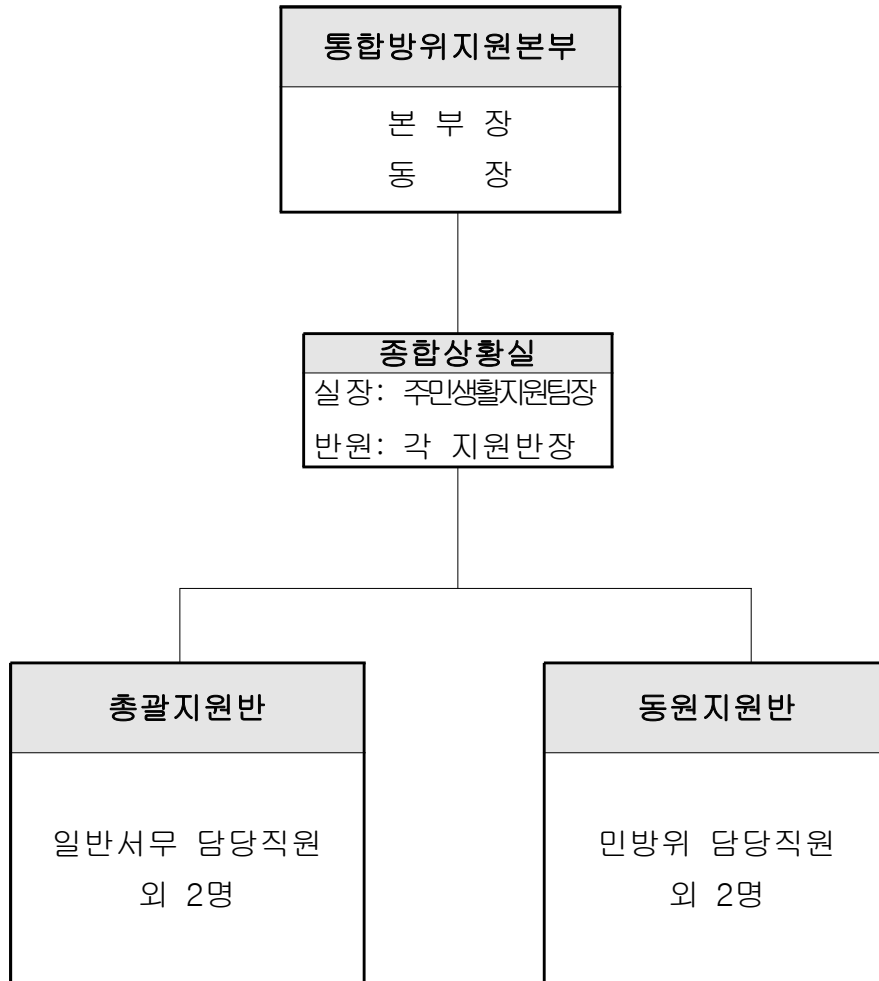 통합방위지원본부
본 부 장
동 장
종합상황실
실 장: 주민생활지원팀장
반원: 각 지원반장
총괄지원반
일반서무 담당직원
외 2명
동원지원반
민방위 담당직원
외 2명